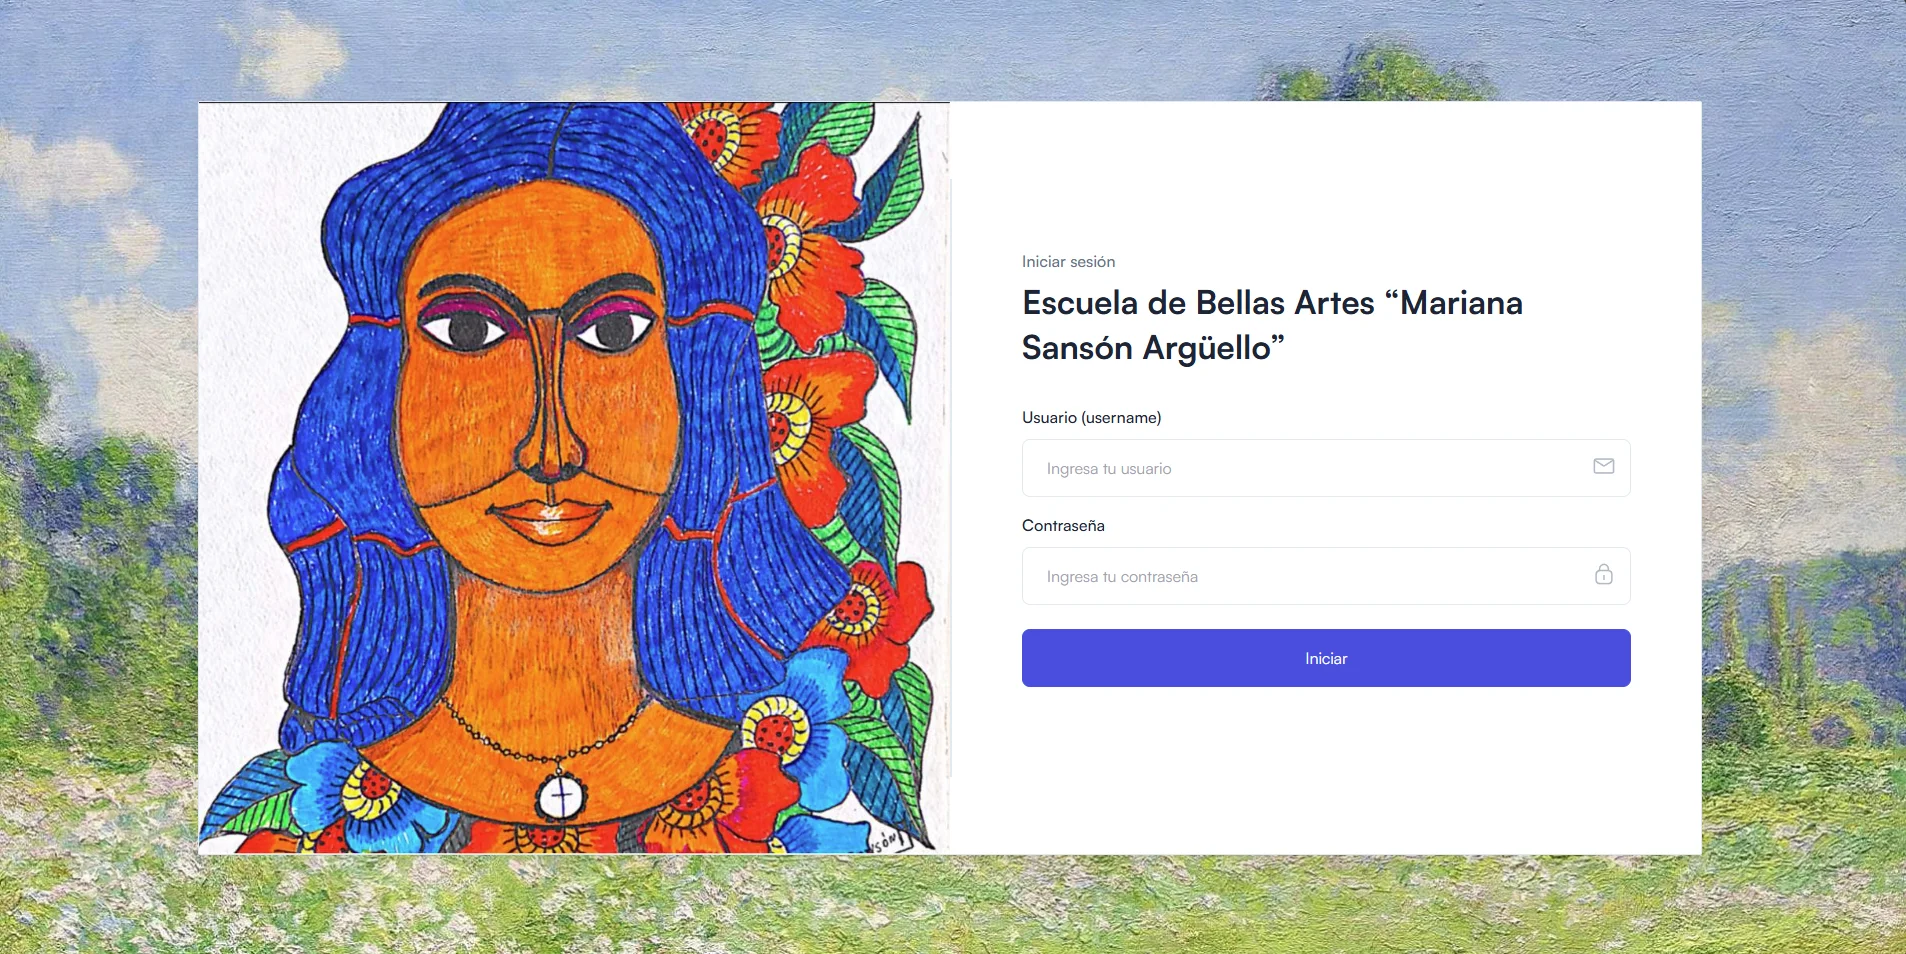 Iniciar sesión
Escuela de Bellas Artes “Mariana
Sansón Argüello”
Usuario (username)
Ingresa tu usuario
Contraseña
Ingresa tu contraseña
Iniciar